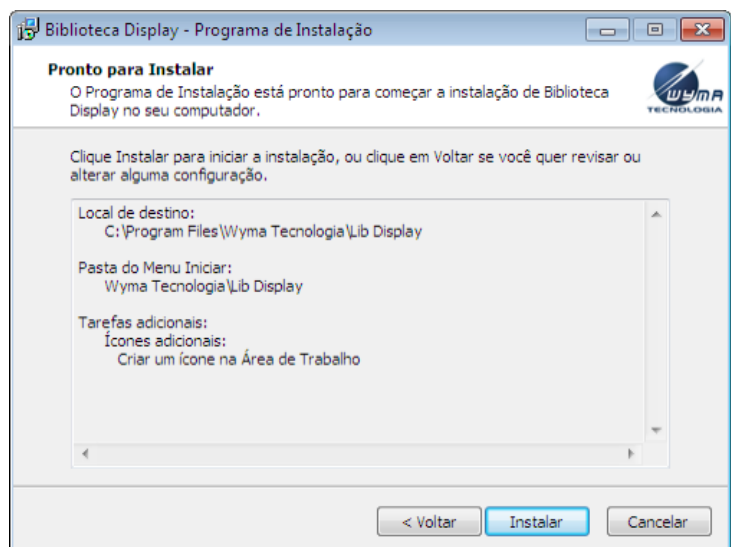 Biblioteca Display - Programa de Instalação
Pronto para Instalar
O Programa de Instalação está pronto para começar a instalação de Biblioteca
Display no seu computador.
WYMA
TECNOLOGIA
Clique Instalar para iniciar a instalação, ou clique em Voltar se você quer revisar ou
alterar alguma configuração.
Local de destino:
C:\Program Files\Wyma Tecnologia\Lib Display
Pasta do Menu Iniciar:
Wyma Tecnologia\Lib Display
Tarefas adicionais:
Ícones adicionais:
Criar um ícone na Área de Trabalho
< Voltar
Instalar
Cancelar